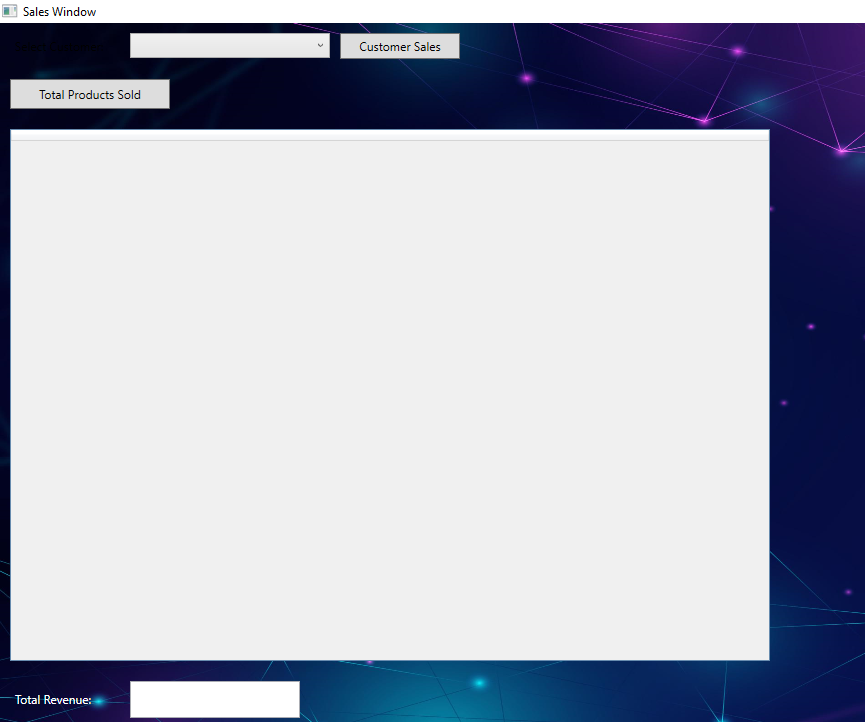 Sales Window
Customer Sales
Total Products Sold
Total Revenue: